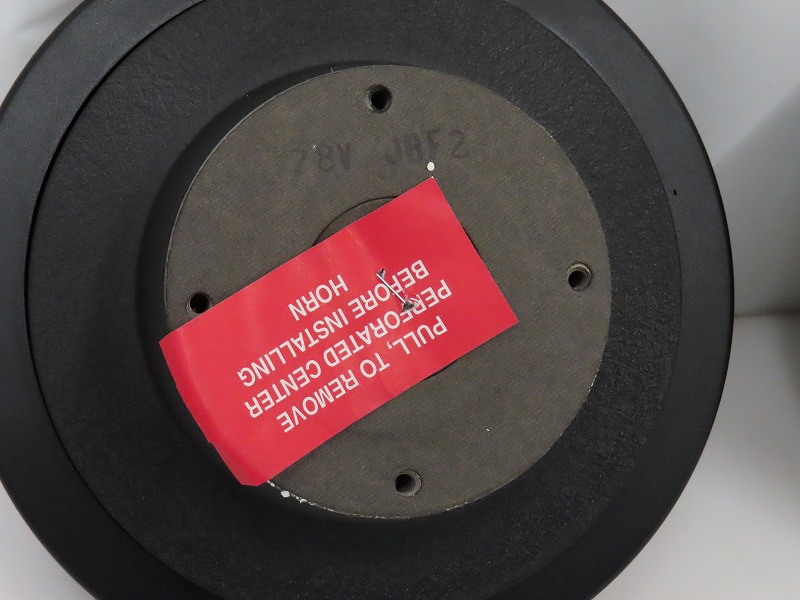 78V JBF2
PULL, TO REMOVE
PERFORATED CENTER
BEFORE INSTALLING
HORN